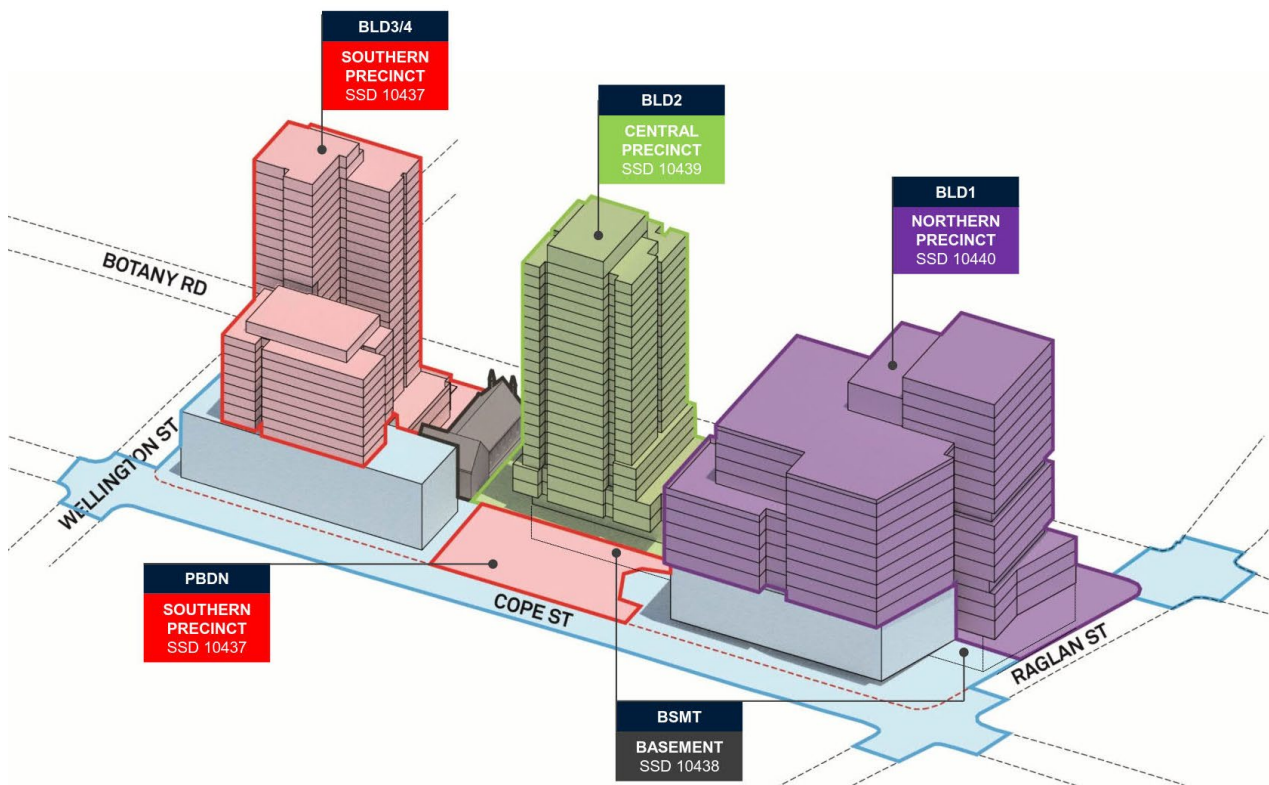 BLD3/4
SOUTHERN
PRECINCT
SSD 10437
BLD2
CENTRAL
PRECINCT
SSD 10439
BLD1
NORTHERN
PRECINCT
SSD 10440
BOTANY RD
WELLINGTON ST
PBDN
SOUTHERN
PRECINCT
SSD 10437
COPE ST
RAGLAN ST
BSMT
BASEMENT
SSD 10438